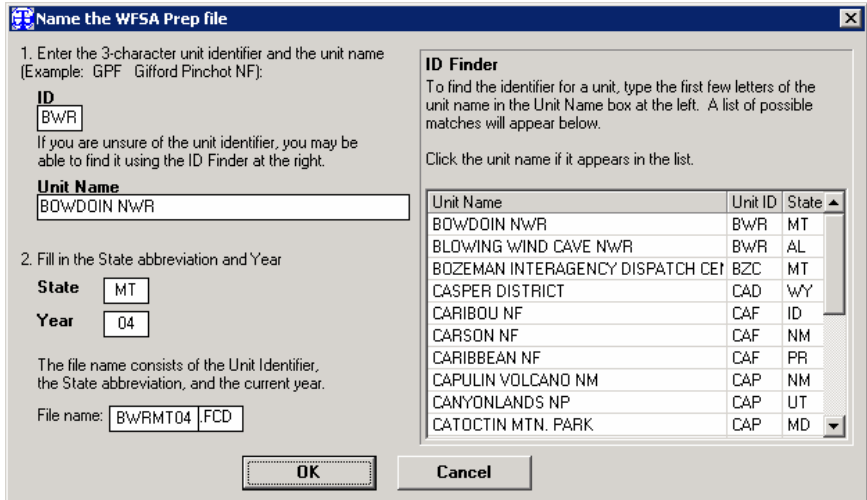 Name the WFSA Prep file
1. Enter the 3-character unit identifier and the unit name
(Example: GPF Gifford Pinchot NF):
ID
BWR
If you are unsure of the unit identifier, you may be
able to find it using the ID Finder at the right.
Unit Name
BOWDOIN NWR
2. Fill in the State abbreviation and Year
State MT
Year 04
The file name consists of the Unit Identifier,
the State abbreviation, and the current year.
File name: BWRMT04 .FCD
ID Finder
To find the identifier for a unit, type the first few letters of the
unit name in the Unit Name box at the left. A list of possible
matches will appear below.
Click the unit name if it appears in the list.
Unit Name Unit ID State
BOWDOIN NWR BWR MT
BLOWING WIND CAVE NWR BWR AL
BOZEMAN INTERAGENCY DISPATCH CEI BZC MT
CASPER DISTRICT CAD WY
CARIBOU NF CAF ID
CARSON NF CAF NM
CARIBBEAN NF CAF PR
CAPULIN VOLCANO NM CAP NM
CANYONLANDS NP CAP UT
CATOCTIN MTN. PARK CAP MD
OK Cancel